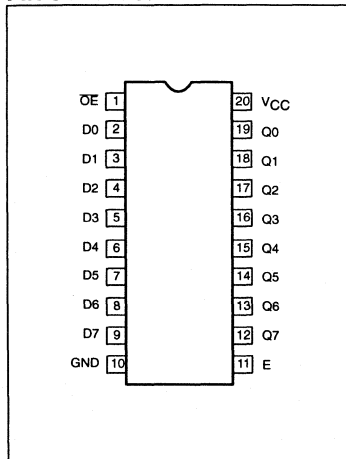 OE 1 20 VCC
D0 2 19 Q0
D1 3 18 Q1
D2 4 17 Q2
D3 5 16 Q3
D4 6 15 Q4
D5 7 14 Q5
D6 8 13 Q6
D7 9 12 Q7
GND 10 11 E